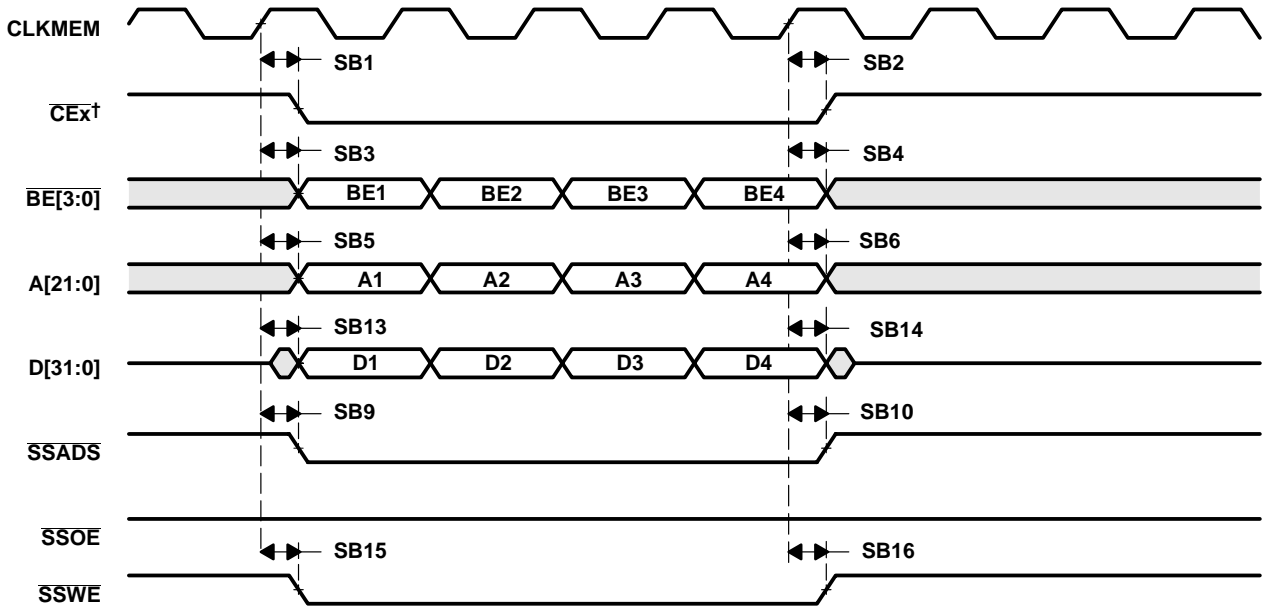 CLKMEM
SB1 SB2
CEx†
SB3 SB4
BE[3:0] BE1 BE2 BE3 BE4
SB5 SB6
A[21:0] A1 A2 A3 A4
SB13 SB14
D[31:0] D1 D2 D3 D4
SB9 SB10
SSADS
SSOE
SB15 SB16
SSWE